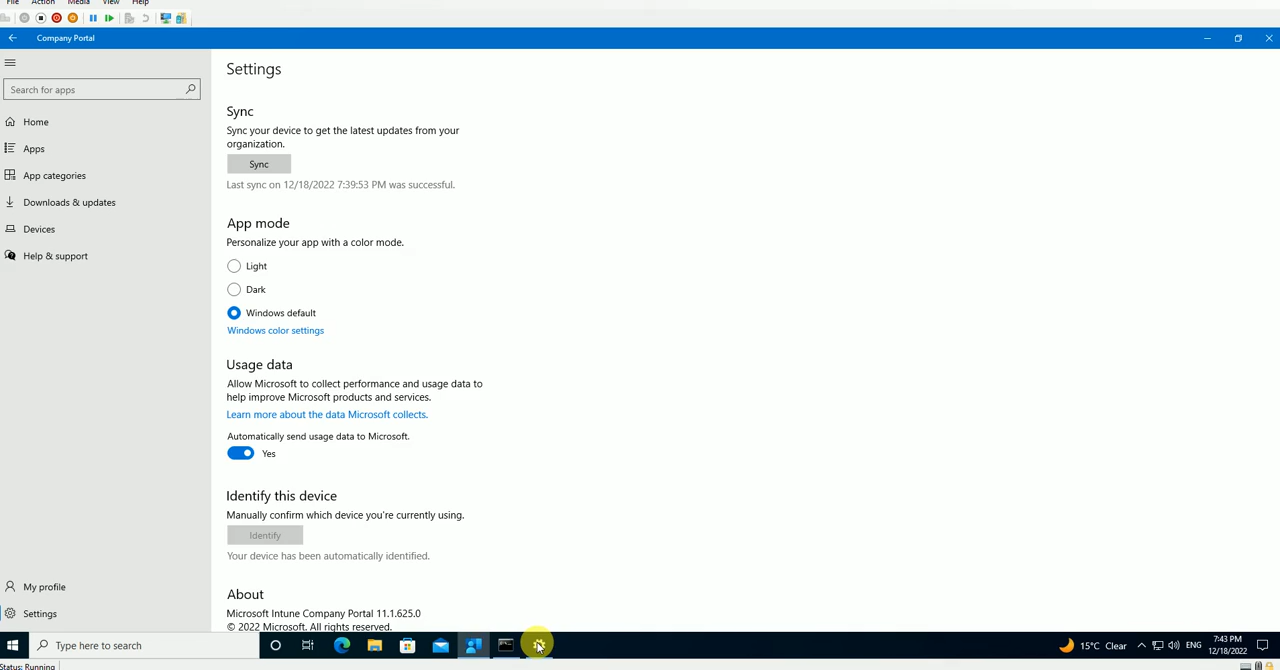 File Action Media View Help
Company Portal
Search for apps
Home
Apps
App categories
Downloads & updates
Devices
Help & support
My profile
Settings
Settings
Sync
Sync your device to get the latest updates from your
organization.
Sync
Last sync on 12/18/2022 7:39:53 PM was successful.
App mode
Personalize your app with a color mode.
Light
Dark
Windows default
Windows color settings
Usage data
Allow Microsoft to collect performance and usage data to
help improve Microsoft products and services.
Learn more about the data Microsoft collects.
Automatically send usage data to Microsoft.
Yes
Identify this device
Manually confirm which device you're currently using.
Identify
Your device has been automatically identified.
About
Microsoft Intune Company Portal 11.1.625.0
© 2022 Microsoft. All rights reserved.
Type here to search
15°C Clear
ENG
7:43 PM
12/18/2022
Status: Running